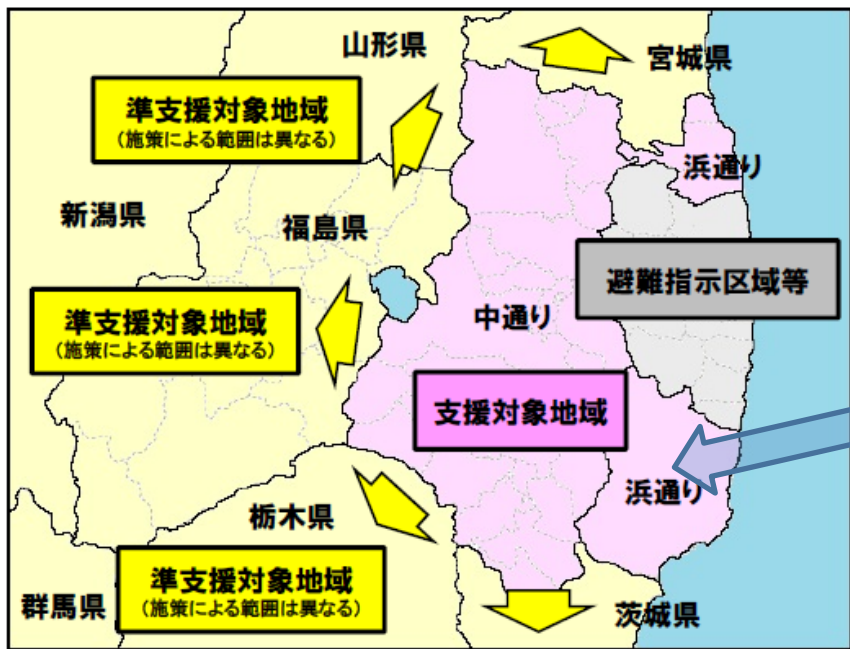 山形県
宮城県
準支援対象地域
(施策による範囲は異なる)
浜通り
新潟県
福島県
避難指示区域等
準支援対象地域
(施策による範囲は異なる)
中通り
支援対象地域
浜通り
栃木県
準支援対象地域
(施策による範囲は異なる)
群馬県
茨城県